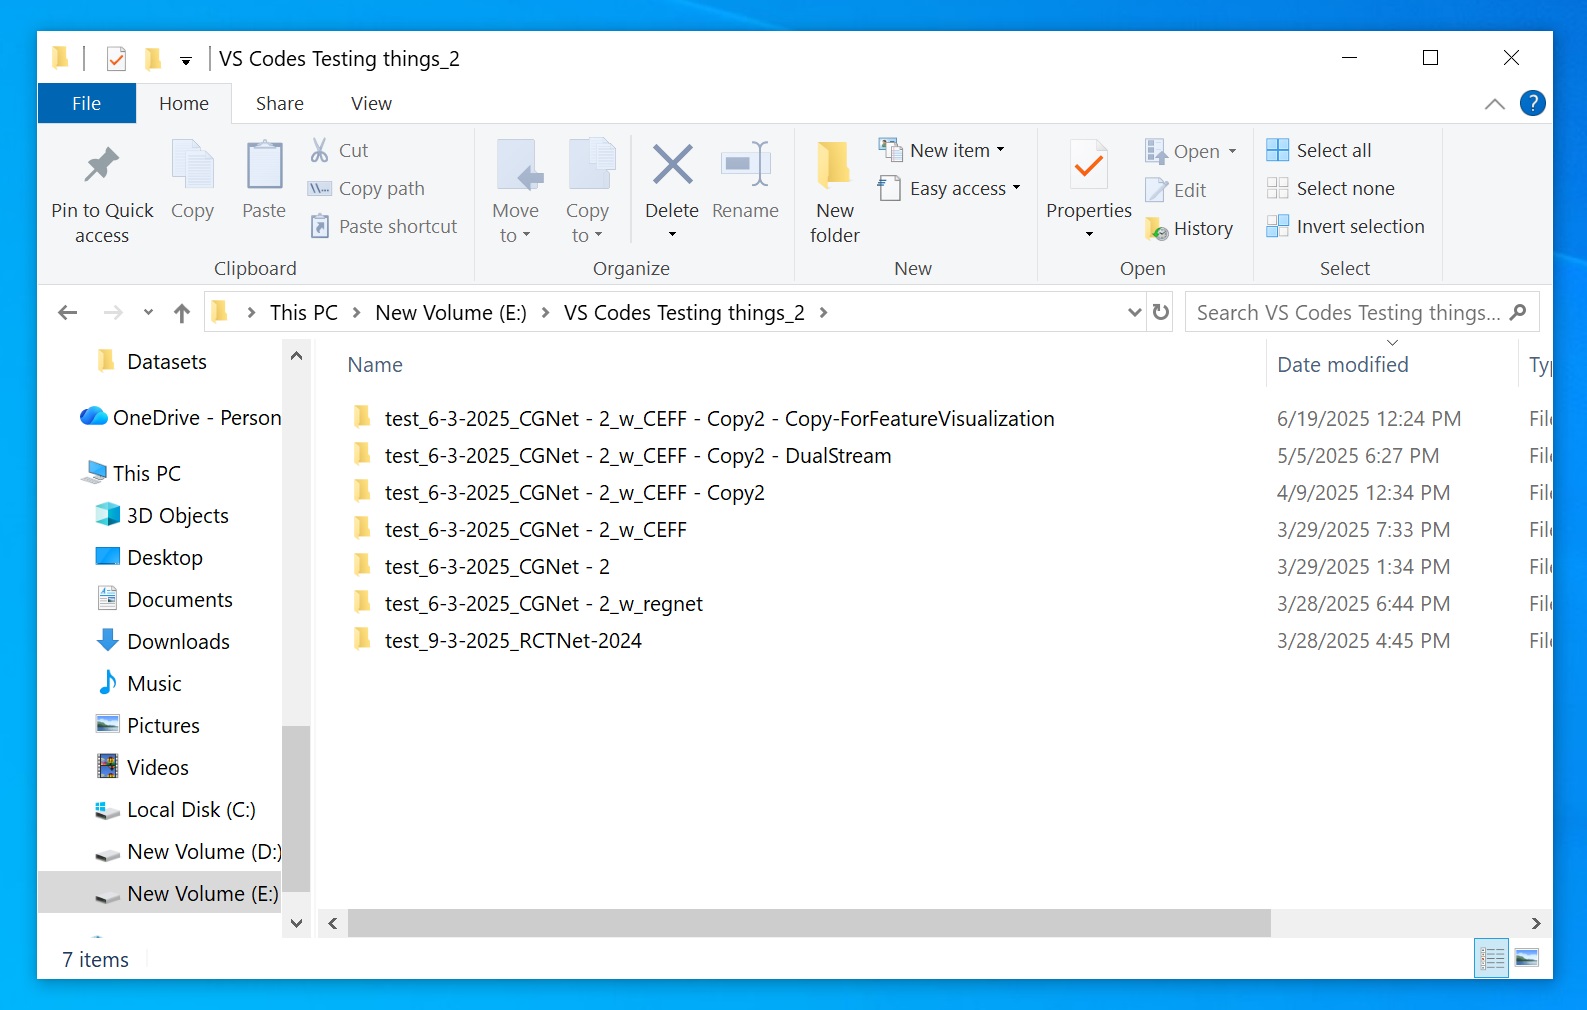 VS Codes Testing things_2
File Home Share View
?
Pin to Quick access
Copy
Paste
Cut
Copy path
Paste shortcut
Clipboard
Move to
Copy to
Delete
Rename
Organize
New folder
New item
Easy access
New
Properties
Open
Edit
History
Open
Select all
Select none
Invert selection
Select
This PC > New Volume (E:) > VS Codes Testing things_2 >
Search VS Codes Testing things...
Datasets
OneDrive - Person
This PC
3D Objects
Desktop
Documents
Downloads
Music
Pictures
Videos
Local Disk (C:)
New Volume (D:)
New Volume (E:)
Name Date modified Ty
test_6-3-2025_CGNet - 2_w_CEFF - Copy2 - Copy-ForFeatureVisualization 6/19/2025 12:24 PM Fil
test_6-3-2025_CGNet - 2_w_CEFF - Copy2 - DualStream 5/5/2025 6:27 PM Fil
test_6-3-2025_CGNet - 2_w_CEFF - Copy2 4/9/2025 12:34 PM Fil
test_6-3-2025_CGNet - 2_w_CEFF 3/29/2025 7:33 PM Fil
test_6-3-2025_CGNet - 2 3/29/2025 1:34 PM Fil
test_6-3-2025_CGNet - 2_w_regnet 3/28/2025 6:44 PM Fil
test_9-3-2025_RCTNet-2024 3/28/2025 4:45 PM Fil
7 items